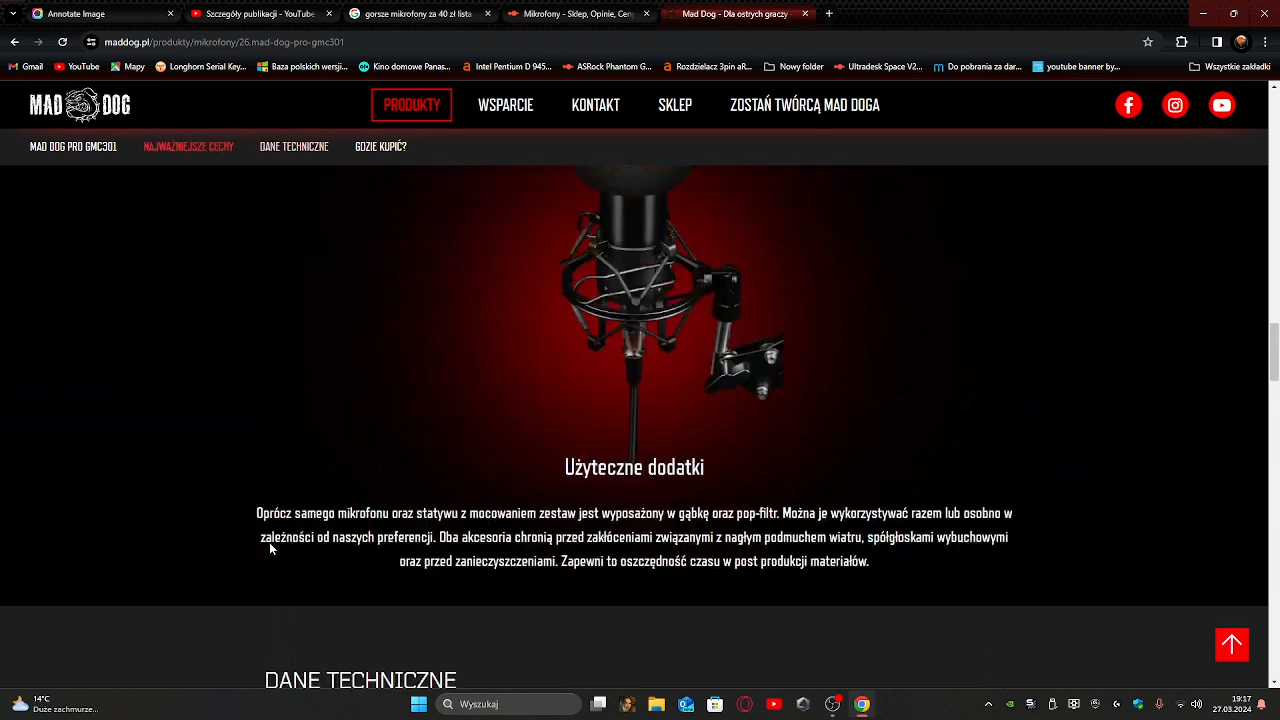 Annotate Image
Szczegóły publikacji - YouTube
gorsze mikrofony za 40 zł lista
Mikrofony - Sklep, Opinie, Ceny
Mad Dog - Dla ostrych graczy -
maddog.pl/produkty/mikrofony/26.mad-dog-pro-gmc301
Gmail
YouTube
Mapy
Longhorn Serial Key...
Baza polskich wersji...
Kino domowe Panas...
Intel Pentium D 945...
ASRock Phantom G...
Rozdzielacz 3pin aR...
Nowy folder
Ultradesk Space V2...
Do pobrania za dar...
youtube banner by...
Wszystkie zakładki
MAD DOG
PRODUKTY
WSPARCIE
KONTAKT
SKLEP
ZOSTAŃ TWÓRCĄ MAD DOGA
MAD DOG PRO GMC301
NAJWAŻNIEJSZE CECHY
DANE TECHNICZNE
GDZIE KUPIĆ?
Użyteczne dodatki
Oprócz samego mikrofonu oraz statywu z mocowaniem zestaw jest wyposażony w gąbkę oraz pop-filtr. Można je wykorzystywać razem lub osobno w
zależności od naszych preferencji. Oba akcesoria chronią przed zakłóceniami związanymi z nagłym podmuchem wiatru, spółgłoskami wybuchowymi
oraz przed zanieczyszczeniami. Zapewni to oszczędność czasu w post produkcji materiałów.
DANE TECHNICZNE
14°C
Duże zachmurze...
Wyszukaj
19:17
27.03.2024